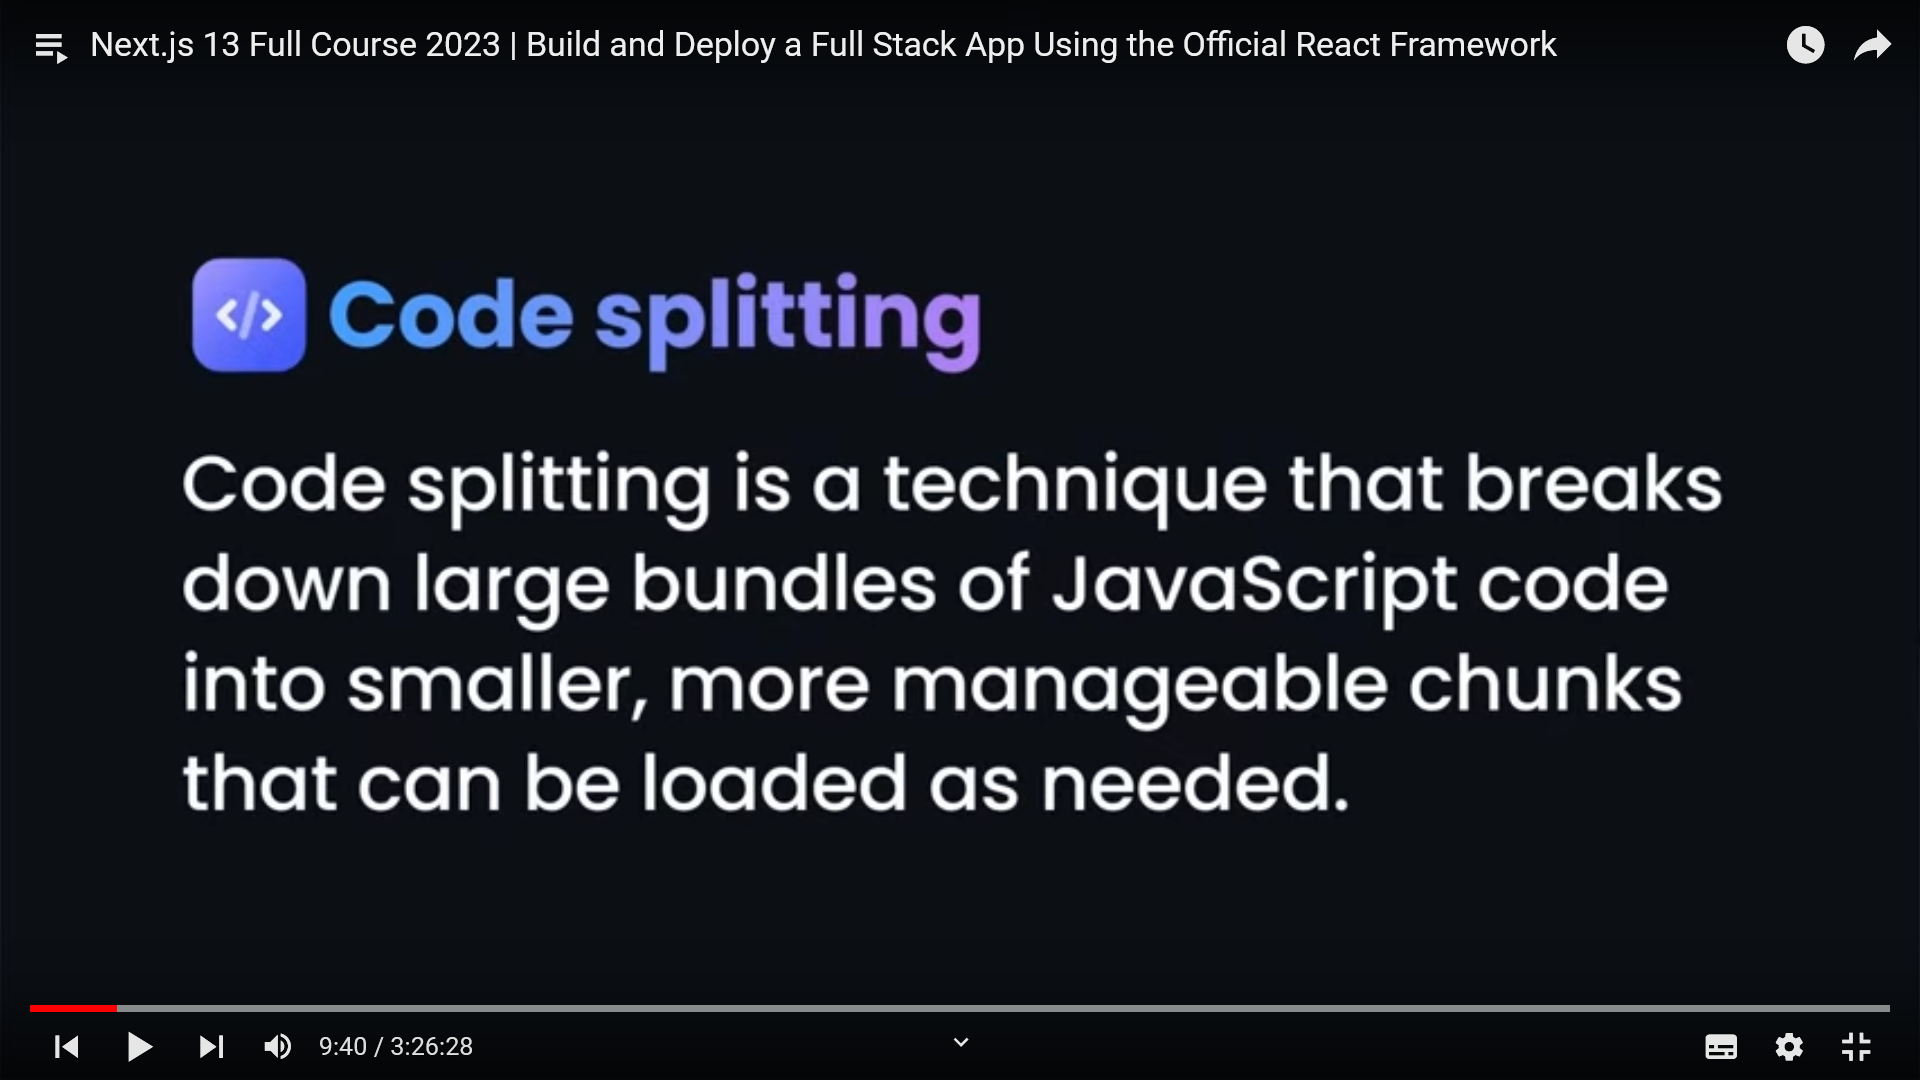 Next.js 13 Full Course 2023 | Build and Deploy a Full Stack App Using the Official React Framework
</> Code splitting
Code splitting is a technique that breaks
down large bundles of JavaScript code
into smaller, more manageable chunks
that can be loaded as needed.
9:40 / 3:26:28